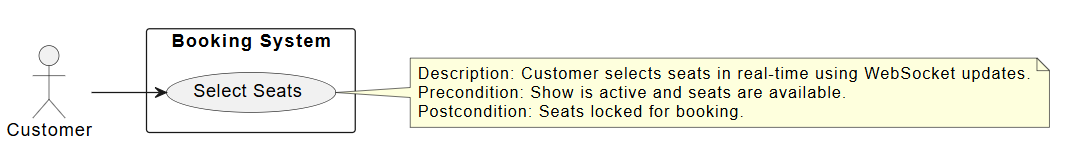 Booking System
Customer
Select Seats
Description: Customer selects seats in real-time using WebSocket updates.
Precondition: Show is active and seats are available.
Postcondition: Seats locked for booking.